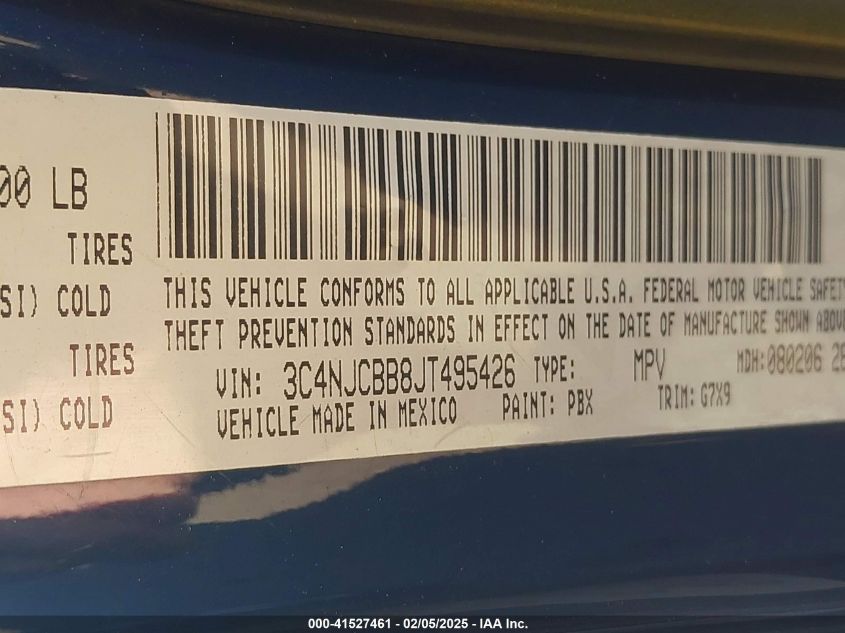 00 LB
TIRES
SI) COLD
TIRES
SI) COLD
THIS VEHICLE CONFORMS TO ALL APPLICABLE U.S.A. FEDERAL MOTOR VEHICLE SAFETY
THEFT PREVENTION STANDARDS IN EFFECT ON THE DATE OF MANUFACTURE SHOWN ABOVE
VIN: 3C4NJCBB8JT495426 TYPE: MPV MDH:080206 28
VEHICLE MADE IN MEXICO PAINT: PBX TRIM: G7X9
000-41527461 - 02/05/2025 - IAA Inc.